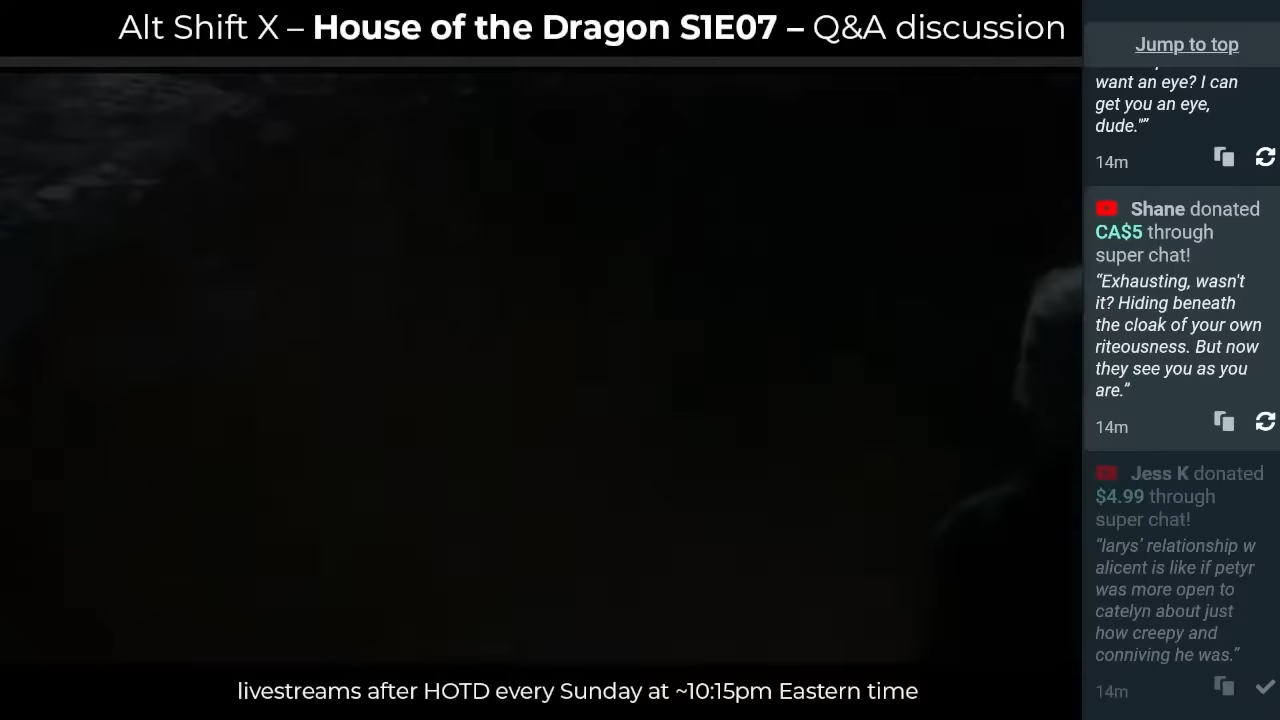 Alt Shift X – House of the Dragon S1E07 – Q&A discussion
Jump to top
want an eye? I can
get you an eye,
dude."”
14m
Shane donated
CA$5 through
super chat!
“Exhausting, wasn't
it? Hiding beneath
the cloak of your own
riteousness. But now
they see you as you
are.”
14m
Jess K donated
$4.99 through
super chat!
“larys’ relationship w
alicent is like if petyr
was more open to
catelyn about just
how creepy and
conniving he was.”
14m
livestreams after HOTD every Sunday at ~10:15pm Eastern time